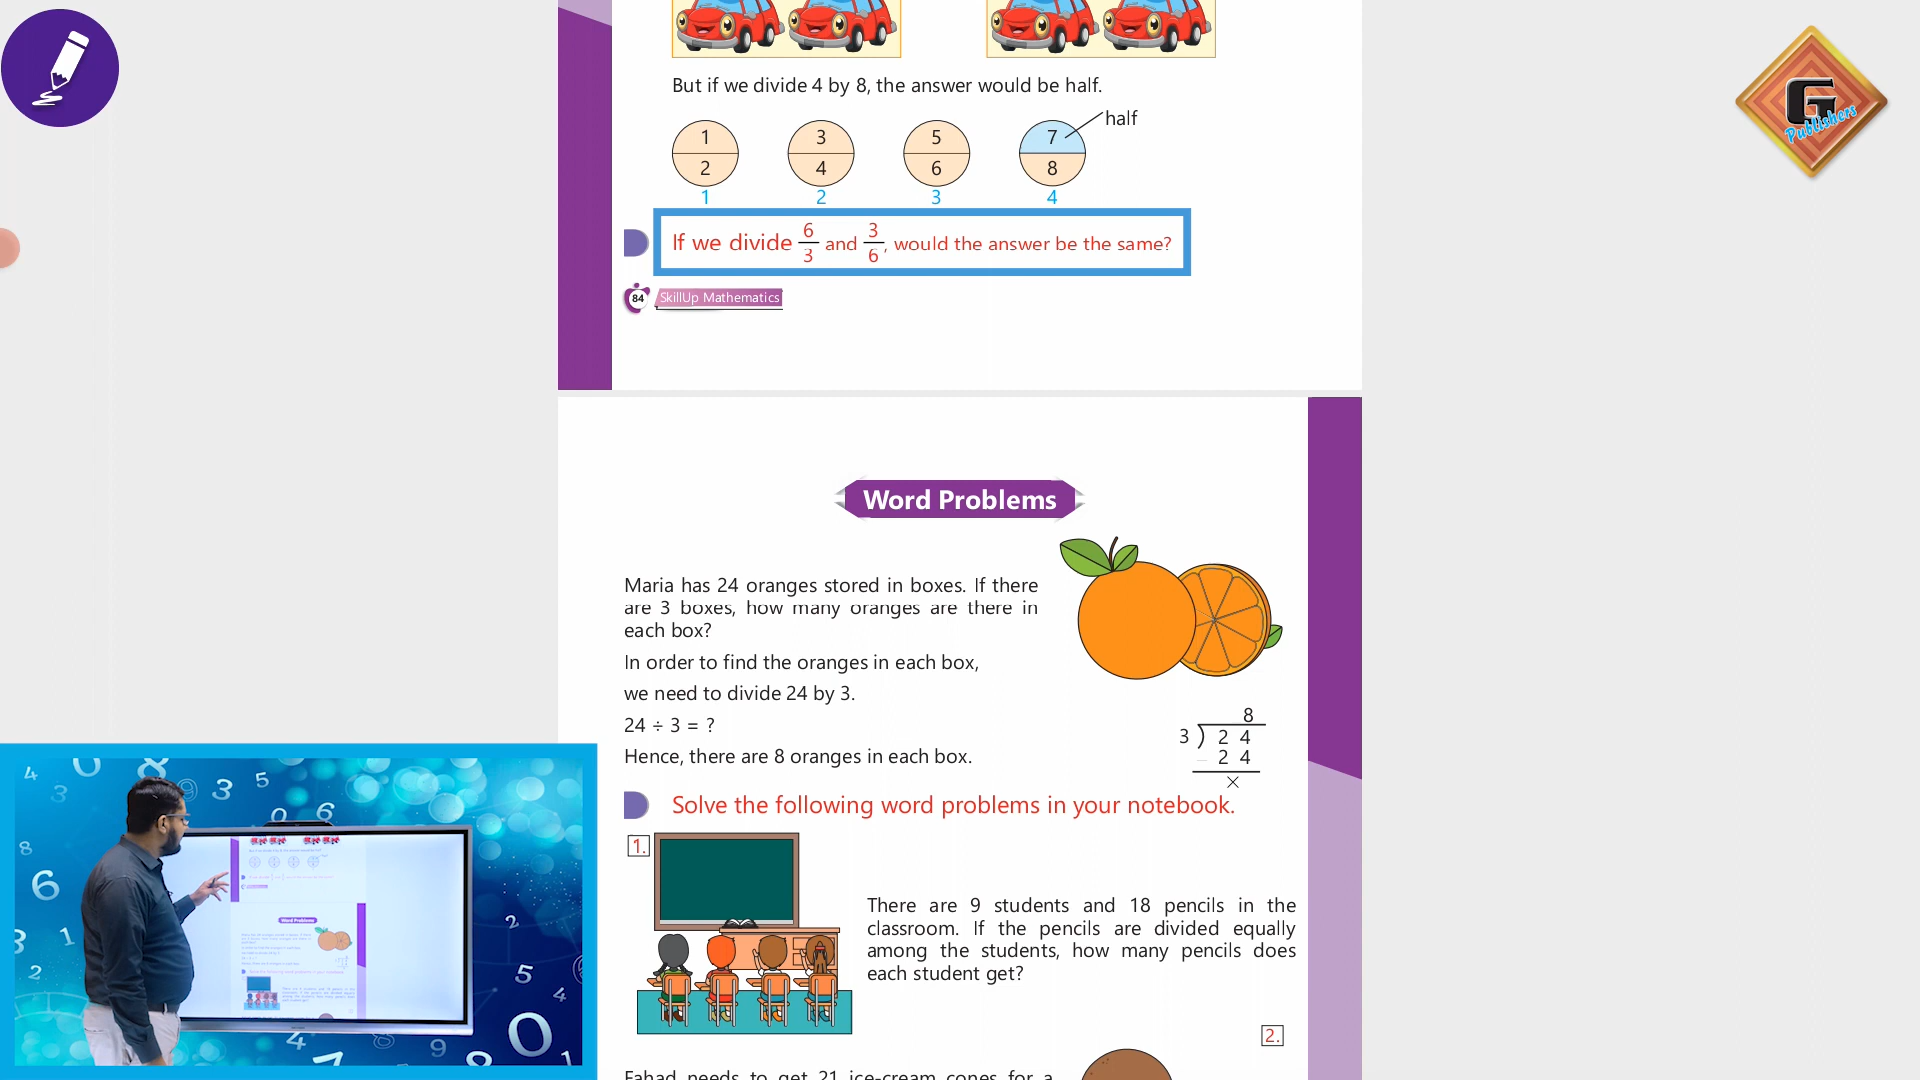 But if we divide 4 by 8, the answer would be half.
half
1 3 5 7
2 4 6 8
1 2 3 4
If we divide 6/3 and 3/6, would the answer be the same?
84 SkillUp Mathematics
G
Publishers
Word Problems
Maria has 24 oranges stored in boxes. If there
are 3 boxes, how many oranges are there in
each box?
In order to find the oranges in each box,
we need to divide 24 by 3.
24 ÷ 3 = ?
Hence, there are 8 oranges in each box.
8
3 ) 2 4
– 2 4
×
Solve the following word problems in your notebook.
1.
There are 9 students and 18 pencils in the
classroom. If the pencils are divided equally
among the students, how many pencils does
each student get?
2.
Fahad needs to get 21 ice-cream cones for a
Word Problems